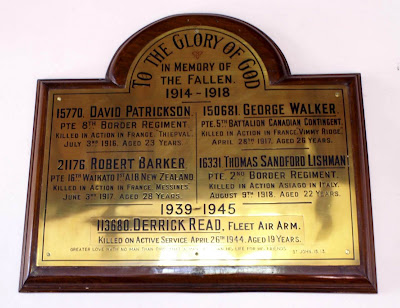 TO THE GLORY OF GOD
IN MEMORY OF
THE FALLEN.
1914 - 1918
15770. DAVID PATRICKSON,
PTE 8TH BORDER REGIMENT.
KILLED IN ACTION IN FRANCE, THIEPVAL.
JULY 3RD 1916. AGED 23 YEARS.
150681 GEORGE WALKER.
PTE. 5TH BATTALION CANADIAN CONTINGENT.
KILLED IN ACTION IN FRANCE, VIMY RIDGE.
APRIL 28TH 1917. AGED 26 YEARS.
21176 ROBERT BARKER.
PTE 16TH WAIKATO 1ST A.I.B NEW ZEALAND
KILLED IN ACTION IN FRANCE MESSINES.
JUNE 3RD 1917. AGED 28 YEARS.
16331 THOMAS SANDFORD LISHMAN
PTE 2ND BORDER REGIMENT.
KILLED IN ACTION ASIAGO IN ITALY.
AUGUST 9TH 1918. AGED 22 YEARS.
1939-1945
113680 DERRICK READ, FLEET AIR ARM.
KILLED ON ACTIVE SERVICE APRIL 26TH 1944. AGED 19 YEARS.
GREATER LOVE HATH NO MAN THAN